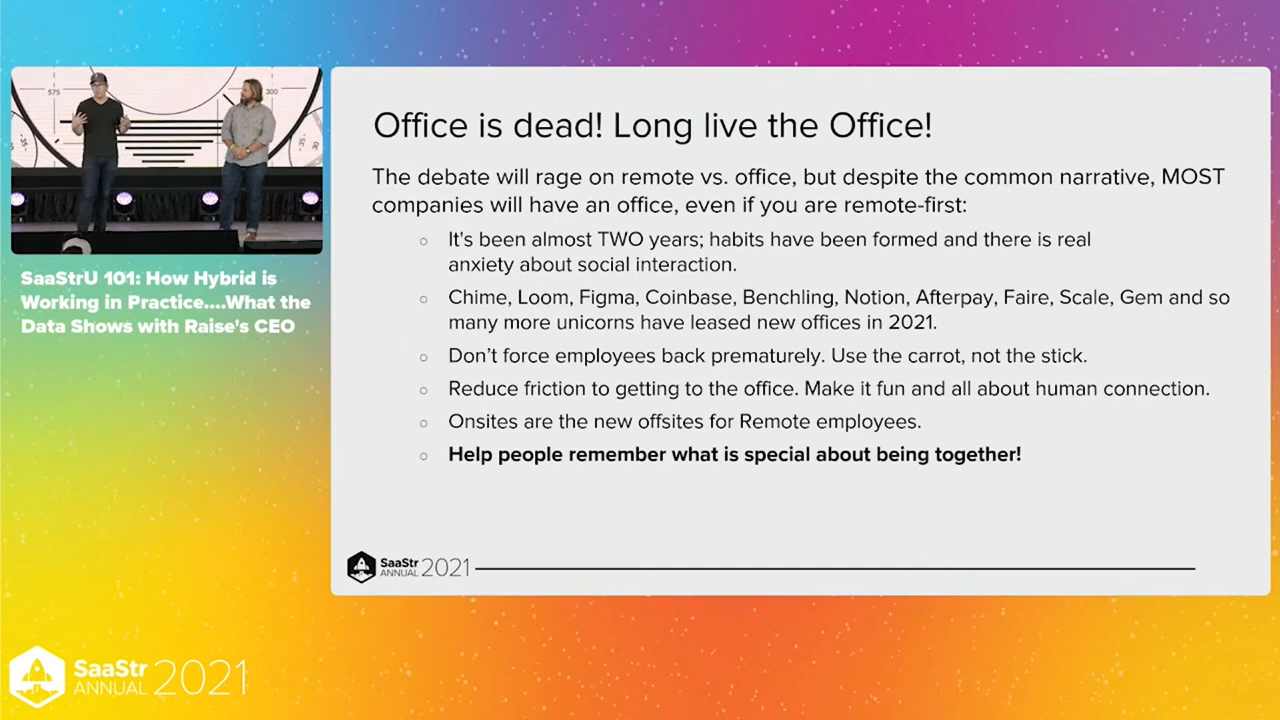 575
300
35-
-35
30
SaaStrU 101: How Hybrid is
Working in Practice....What the
Data Shows with Raise's CEO
Office is dead! Long live the Office!
The debate will rage on remote vs. office, but despite the common narrative, MOST
companies will have an office, even if you are remote-first:
It's been almost TWO years; habits have been formed and there is real
anxiety about social interaction.
Chime, Loom, Figma, Coinbase, Benchling, Notion, Afterpay, Faire, Scale, Gem and so
many more unicorns have leased new offices in 2021.
Don’t force employees back prematurely. Use the carrot, not the stick.
Reduce friction to getting to the office. Make it fun and all about human connection.
Onsites are the new offsites for Remote employees.
Help people remember what is special about being together!
SaaStr
ANNUAL 2021
SaaStr
ANNUAL 2021